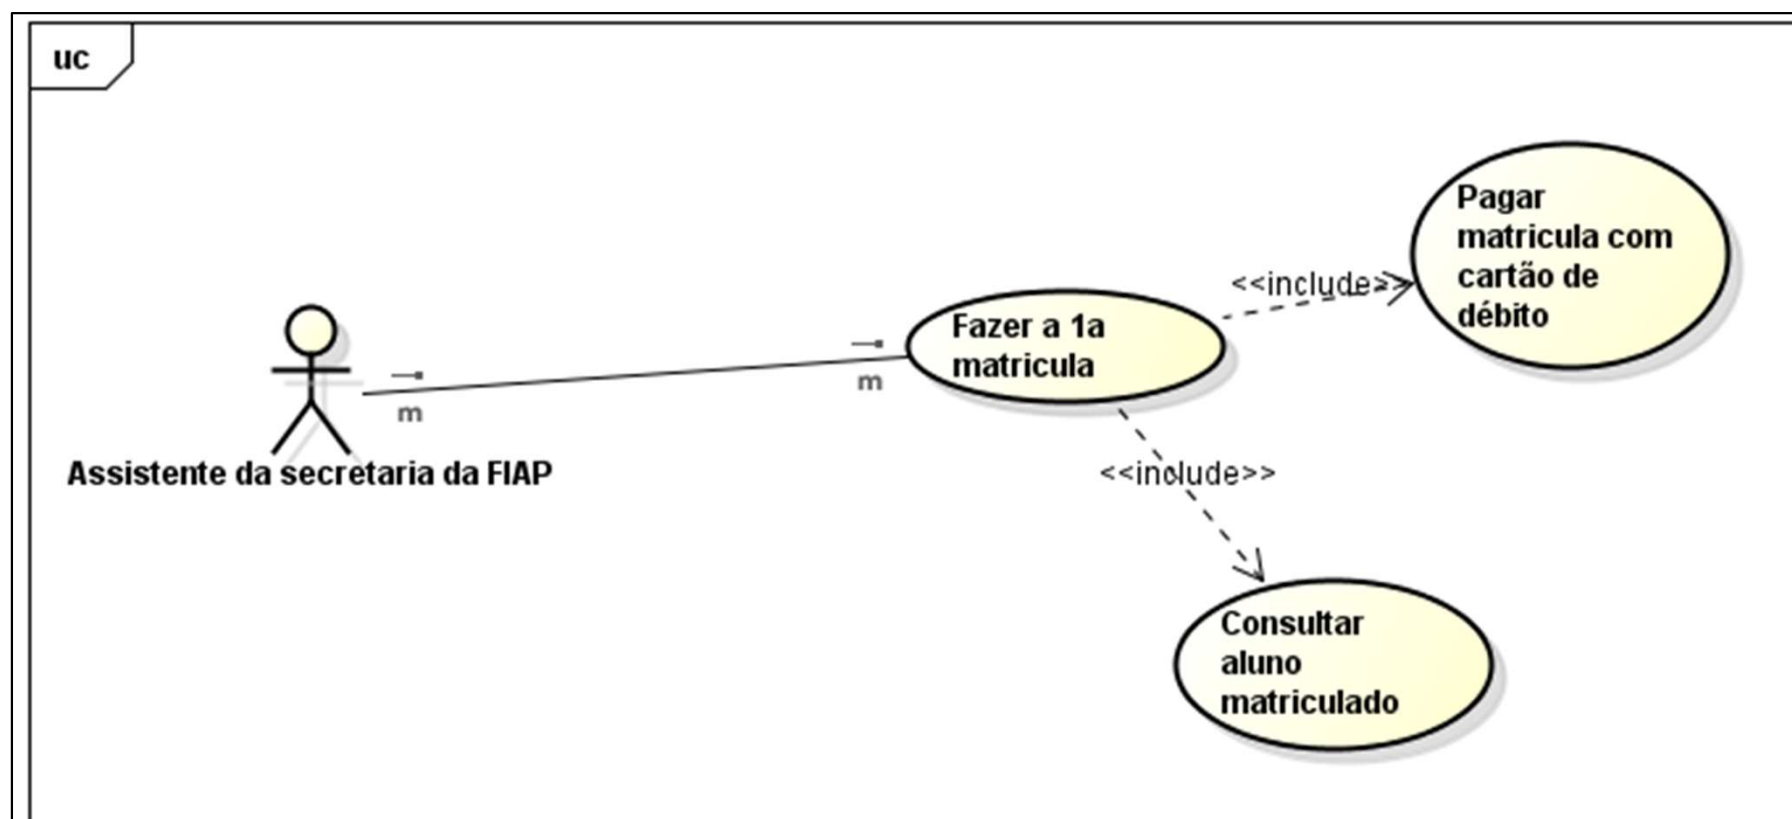 uc
Pagar
matricula com
cartão de
débito
<<include>>
Fazer a 1a
matricula
m
m
Assistente da secretaria da FIAP
<<include>>
Consultar
aluno
matriculado